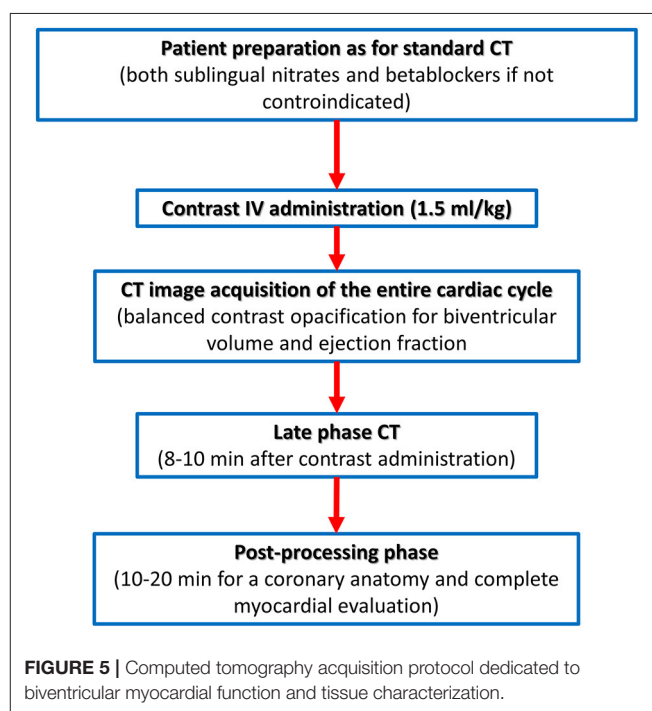 Patient preparation as for standard CT
(both sublingual nitrates and betablockers if not
controindicated)
Contrast IV administration (1.5 ml/kg)
CT image acquisition of the entire cardiac cycle
(balanced contrast opacification for biventricular
volume and ejection fraction
Late phase CT
(8-10 min after contrast administration)
Post-processing phase
(10-20 min for a coronary anatomy and complete
myocardial evaluation)
FIGURE 5 | Computed tomography acquisition protocol dedicated to
biventricular myocardial function and tissue characterization.